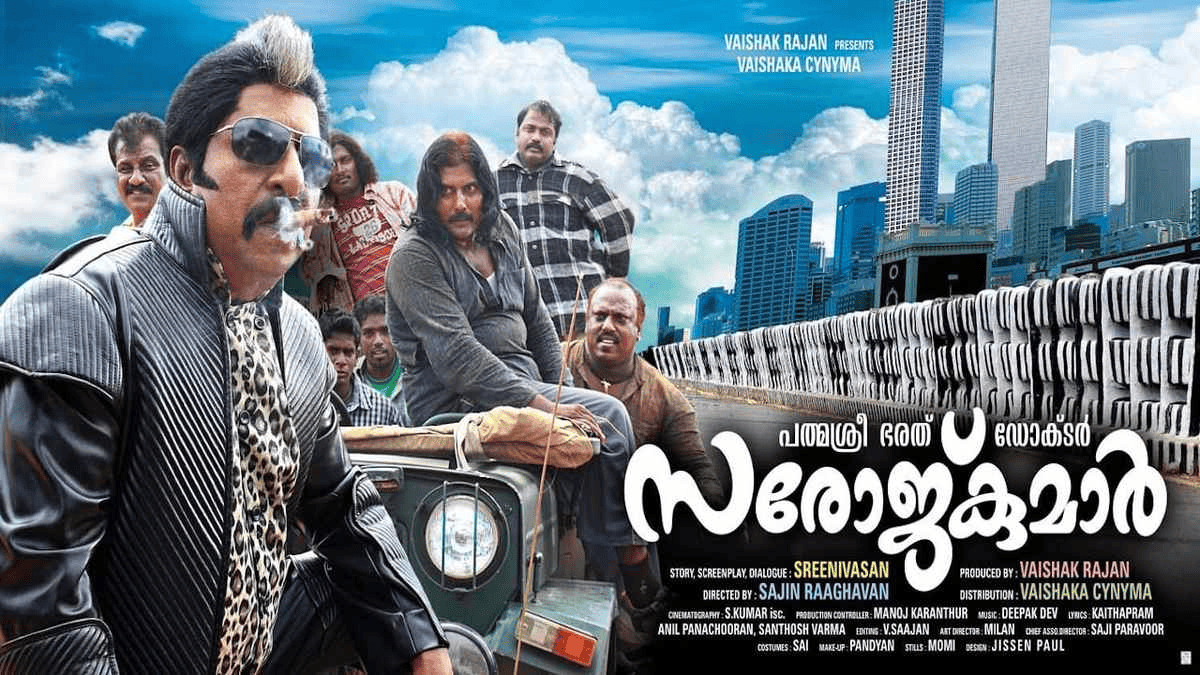 VAISHAK RAJAN PRESENTS
VAISHAKA CYNYMA
പത്മശ്രീ ഭരത് ഡോക്ടർ
സരോജ്കുമാർ
STORY, SCREENPLAY, DIALOGUE : SREENIVASAN
DIRECTED BY : SAJIN RAAGHAVAN
PRODUCED BY : VAISHAK RAJAN
DISTRIBUTION : VAISHAKA CYNYMA
CINEMATOGRAPHY : S.KUMAR isc. PRODUCTION CONTROLLER : MANOJ KARANTHUR MUSIC : DEEPAK DEV LYRICS : KAITHAPRAM
ANIL PANACHOORAN, SANTHOSH VARMA EDITING : V.SAAJAN ART DIRECTOR : MILAN CHIEF ASSO.DIRECTOR : SAJI PARAVOOR
COSTUMES : SAI MAKE-UP : PANDYAN STILLS : MOMI DESIGN : JISSEN PAUL